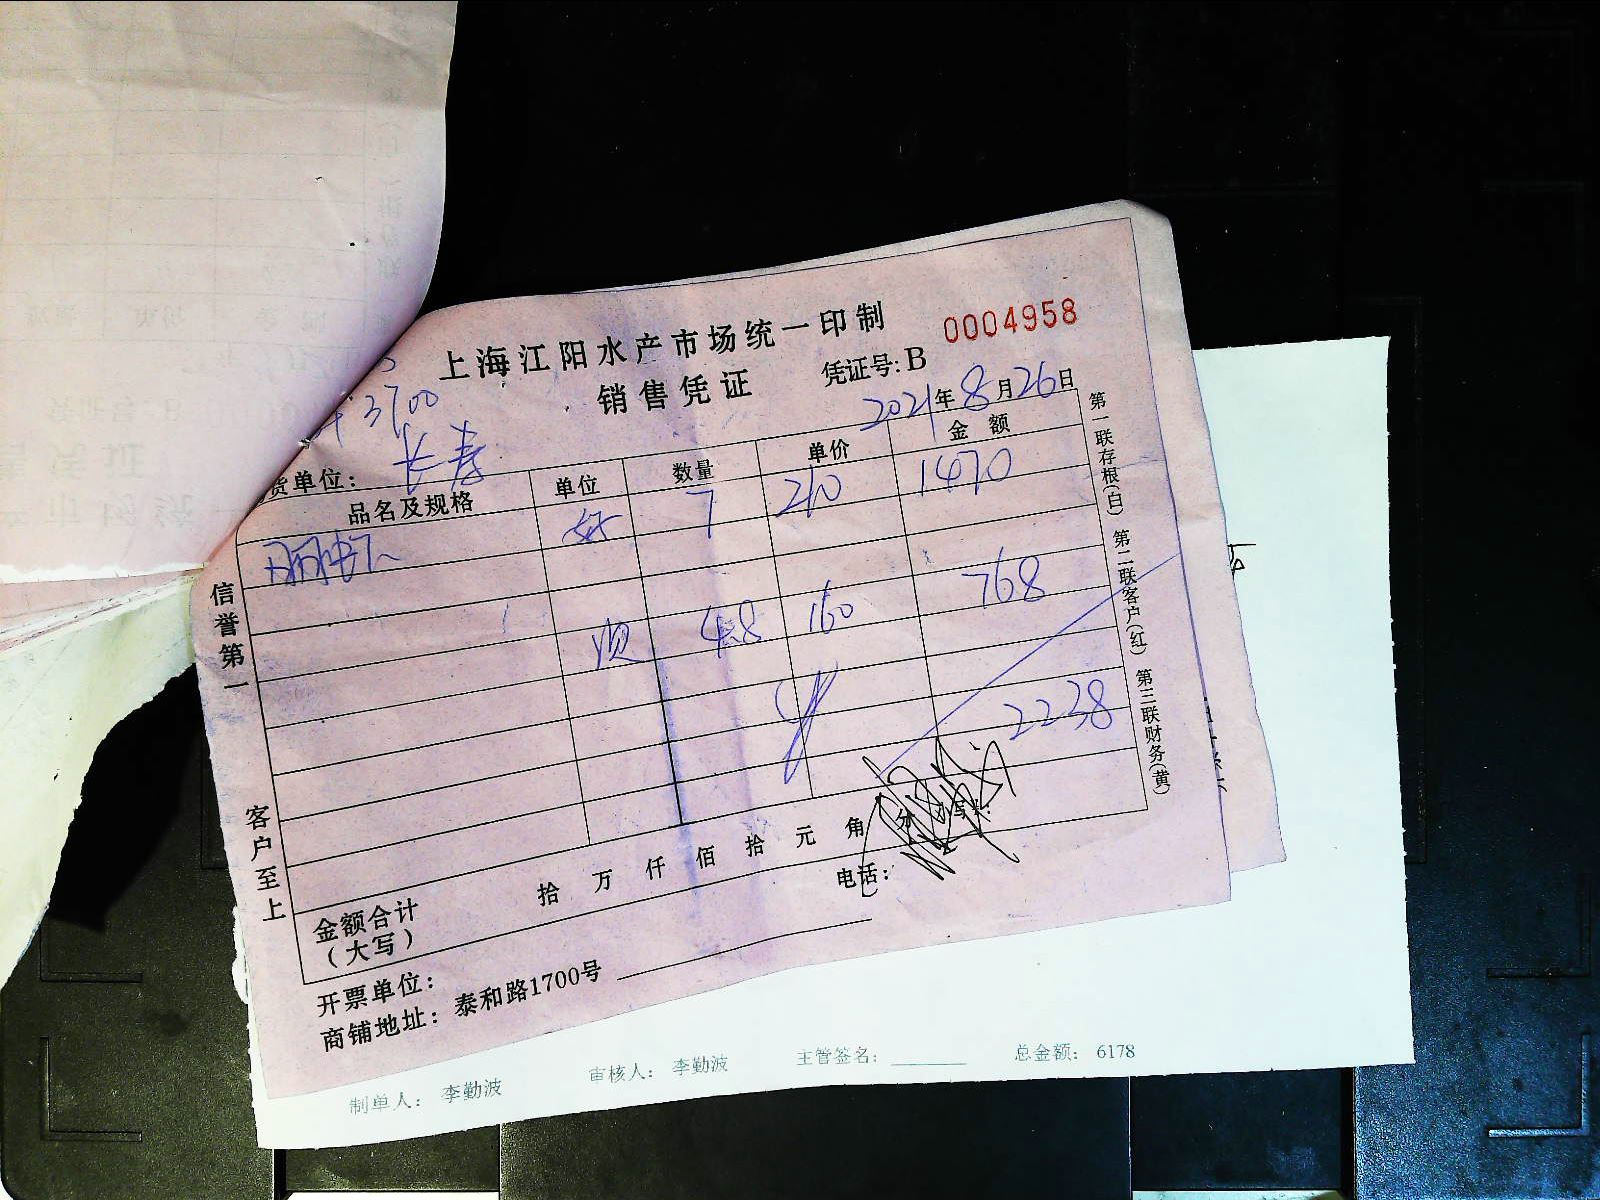 上海江阳水产市场统一印制
0004958
销售凭证
凭证号: B
3700
2021年8月26日
货单位: 长寿
品名及规格 单位 数量 单价 金额
7 210 1470
4.8 160 768
2238
金额合计
(大写)
拾 万 仟 佰 拾 元 角 分
开票单位:
电话:
商铺地址: 泰和路1700号
信誉第一
客户至上
第一联存根(白) 第二联客户(红) 第三联财务(黄)
制单人: 李勤波 审核人: 李勤波 主管签名: 总金额: 6178